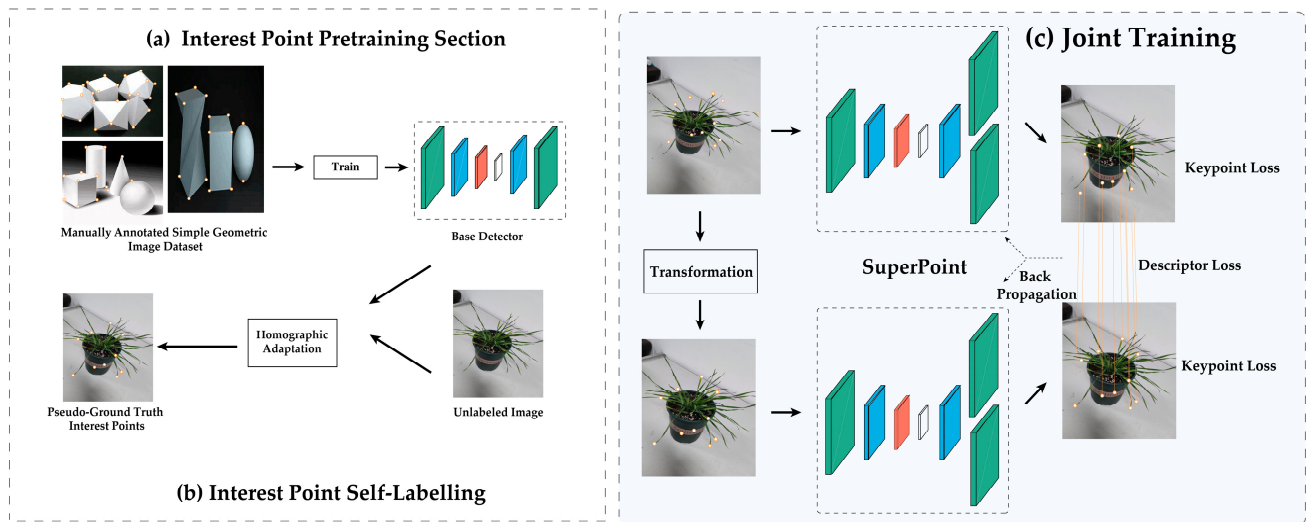 (a) Interest Point Pretraining Section
Train
Manually Annotated Simple Geometric
Image Dataset
Base Detector
Homographic
Adaptation
Pseudo-Ground Truth
Interest Points
Unlabeled Image
(b) Interest Point Self-Labelling
(c) Joint Training
Keypoint Loss
Transformation
SuperPoint
Descriptor Loss
Back
Propagation
Keypoint Loss